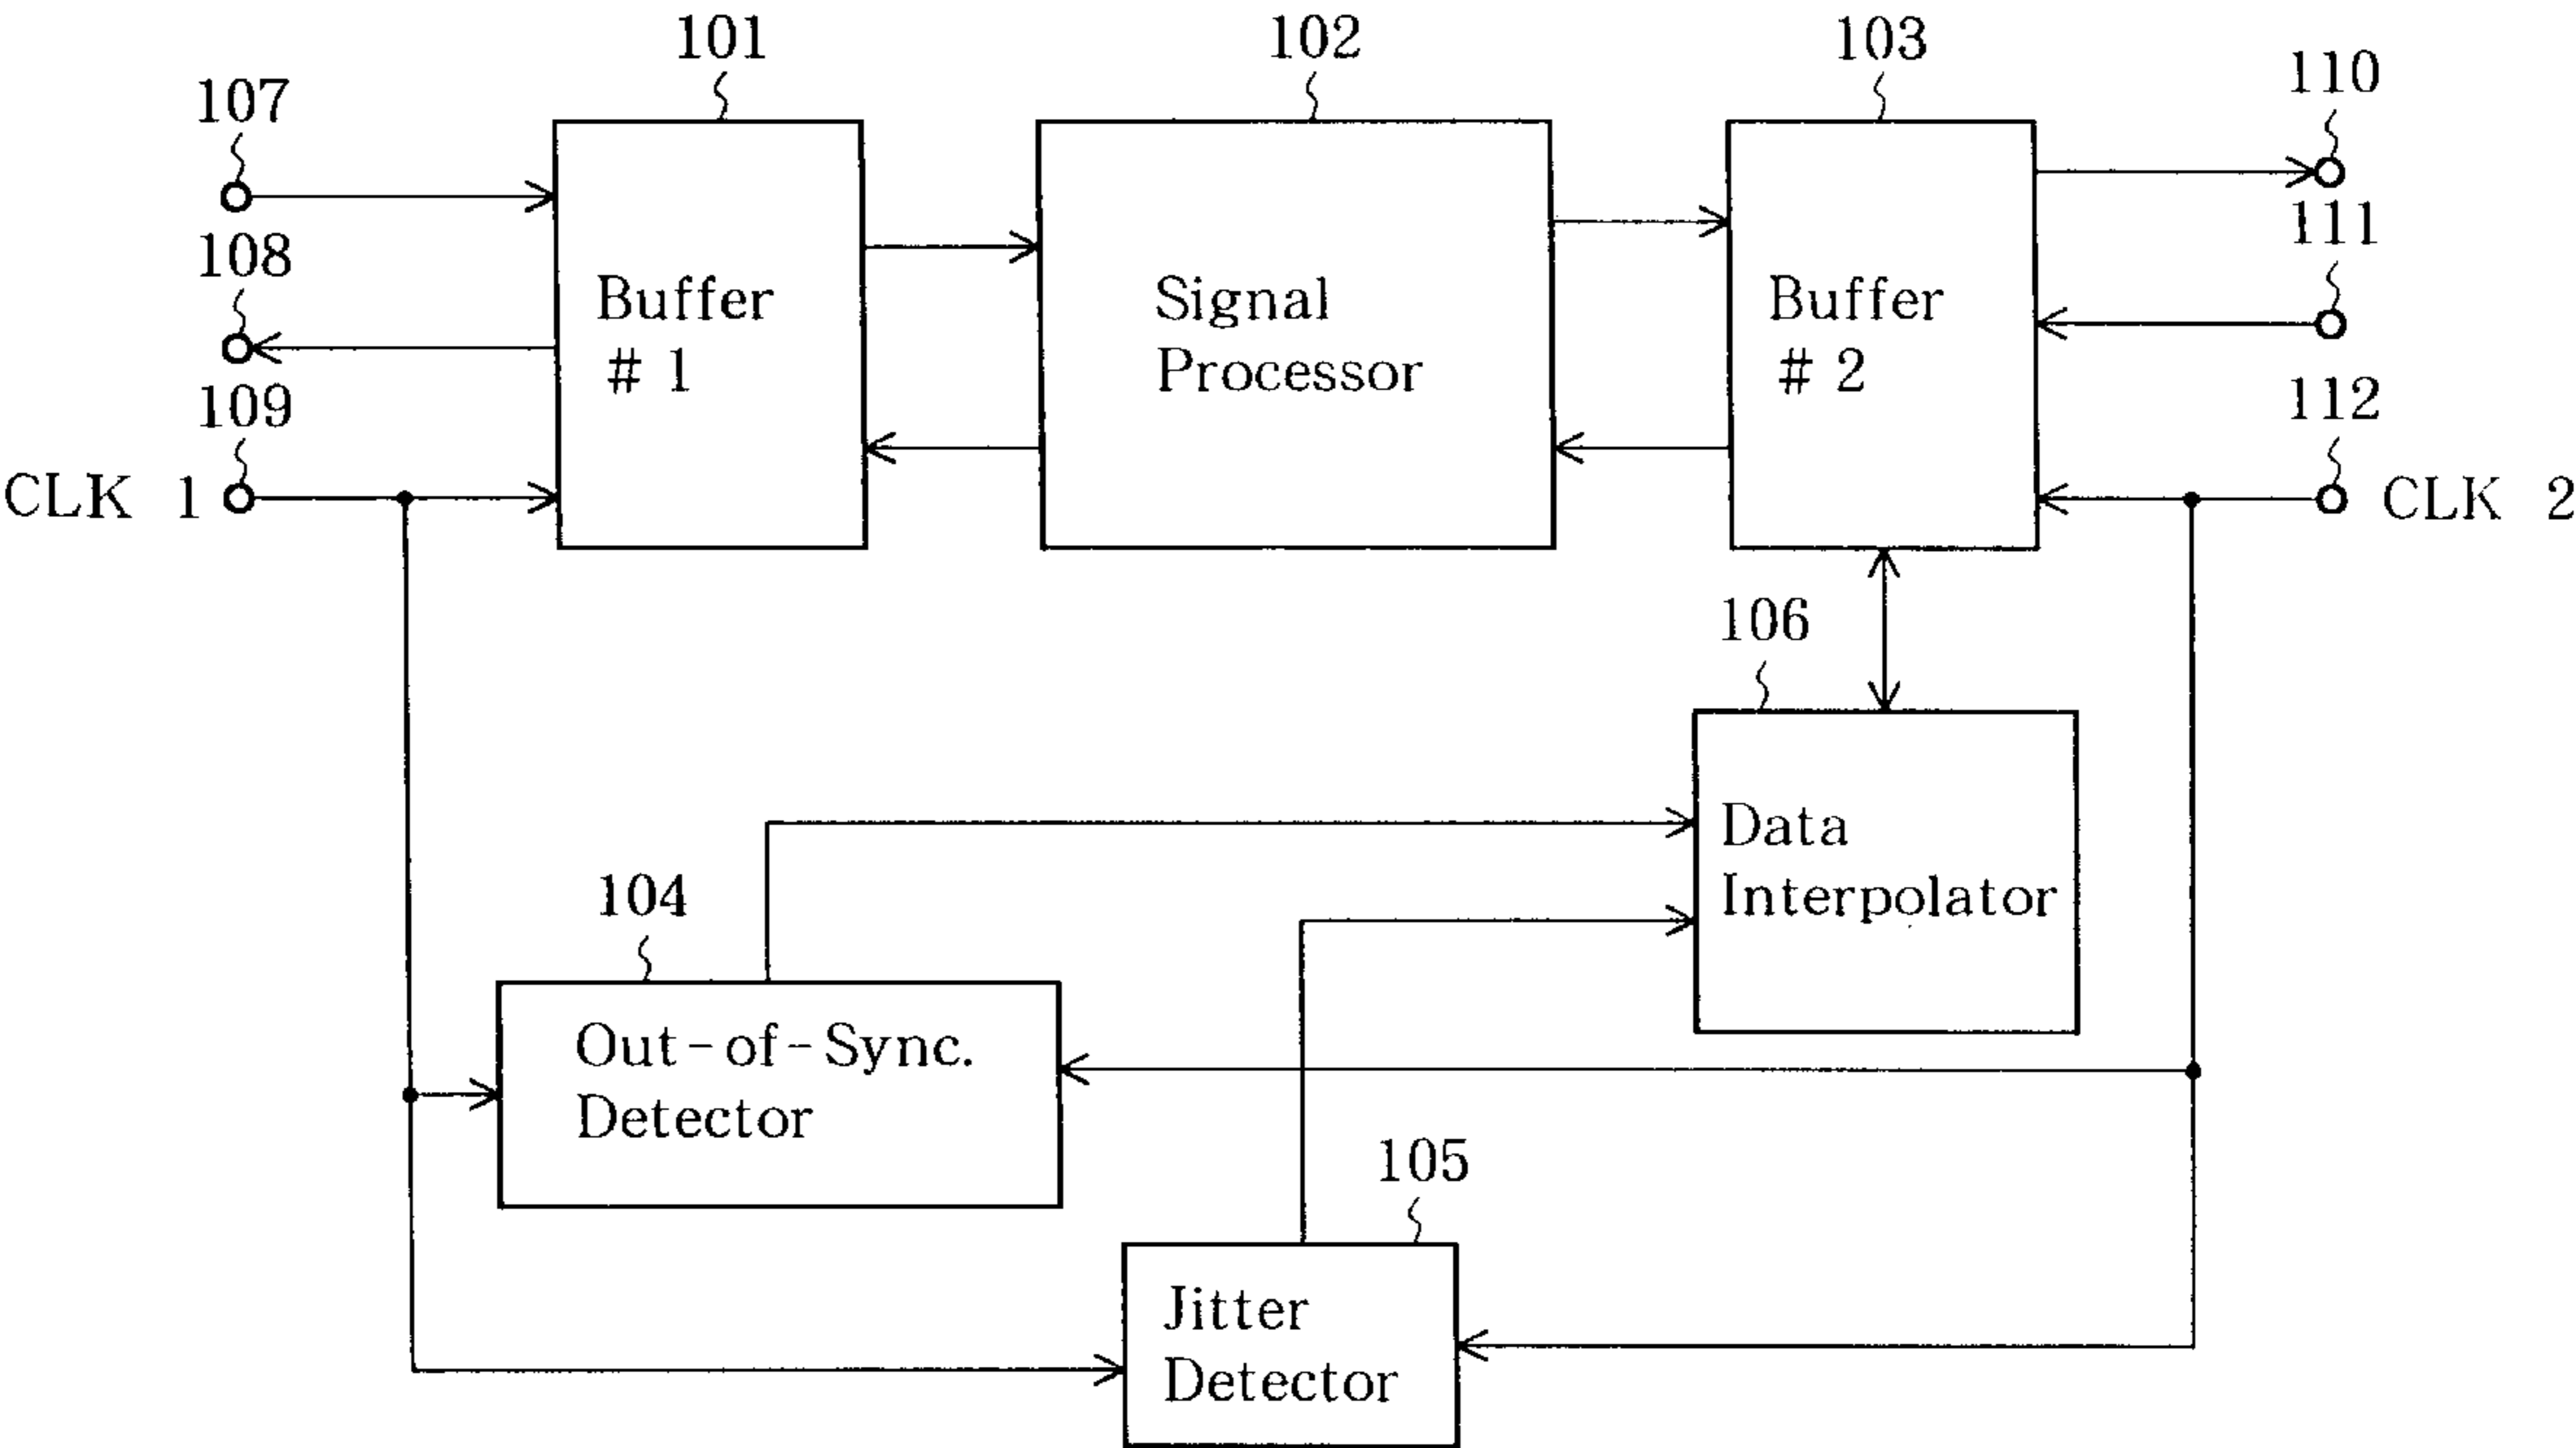 101
102
103
107
110
108
111
Buffer
# 1
Signal
Processor
Buffer
# 2
109
112
CLK 1
CLK 2
106
Data
Interpolator
104
Out-of-Sync.
Detector
105
Jitter
Detector